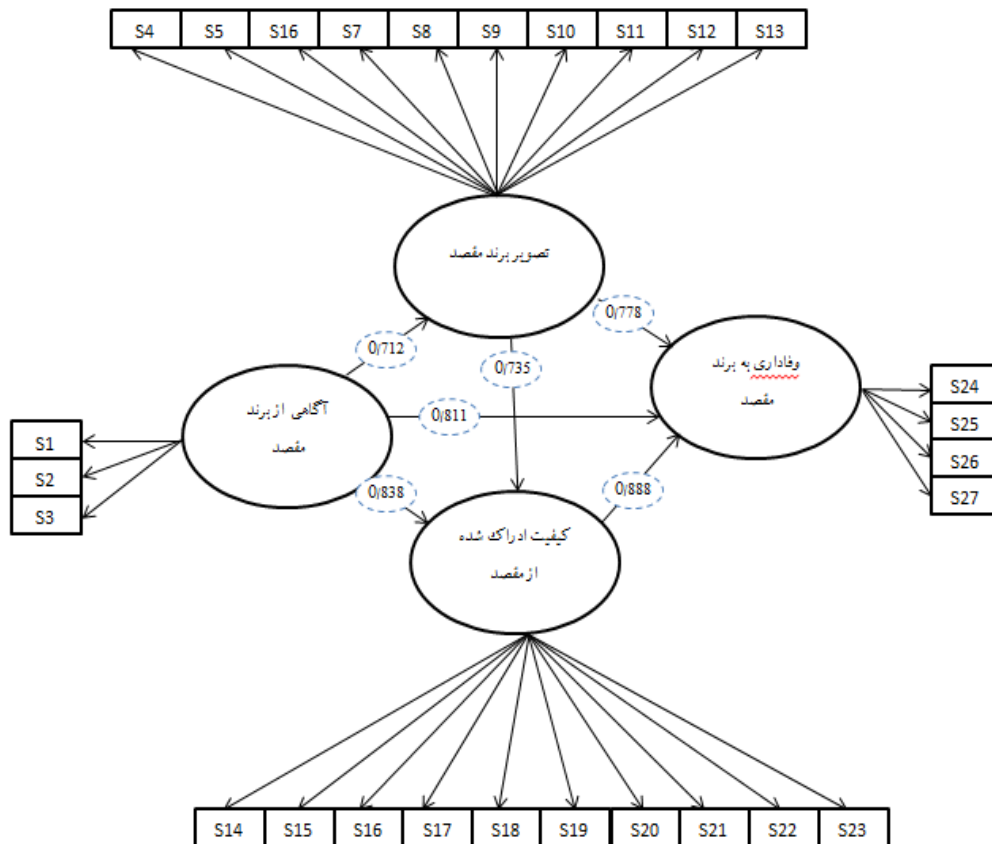 S4 S5 S16 S7 S8 S9 S10 S11 S12 S13
تصویر برند مقصد
0/778
0/712
0/735
وفاداری به برند
مقصد
آگاهی از برند
مقصد
0/811
S24
S25
S26
S27
S1
S2
S3
0/838
0/888
کیفیت ادراک شده
از مقصد
S14 S15 S16 S17 S18 S19 S20 S21 S22 S23